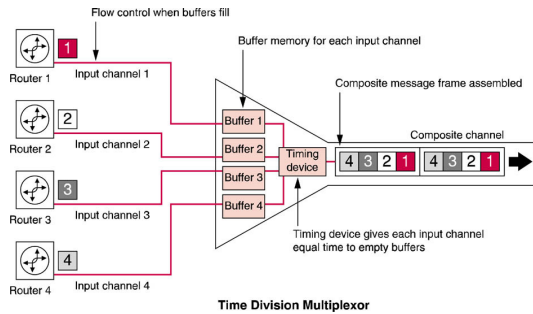 Flow control when buffers fill
1
Router 1
Input channel 1
2
Router 2
Input channel 2
3
Router 3
Input channel 3
4
Router 4
Input channel 4
Buffer memory for each input channel
Buffer 1
Buffer 2
Buffer 3
Buffer 4
Timing
device
Composite message frame assembled
Composite channel
4 3 2 1 4 3 2 1
Timing device gives each input channel
equal time to empty buffers
Time Division Multiplexor